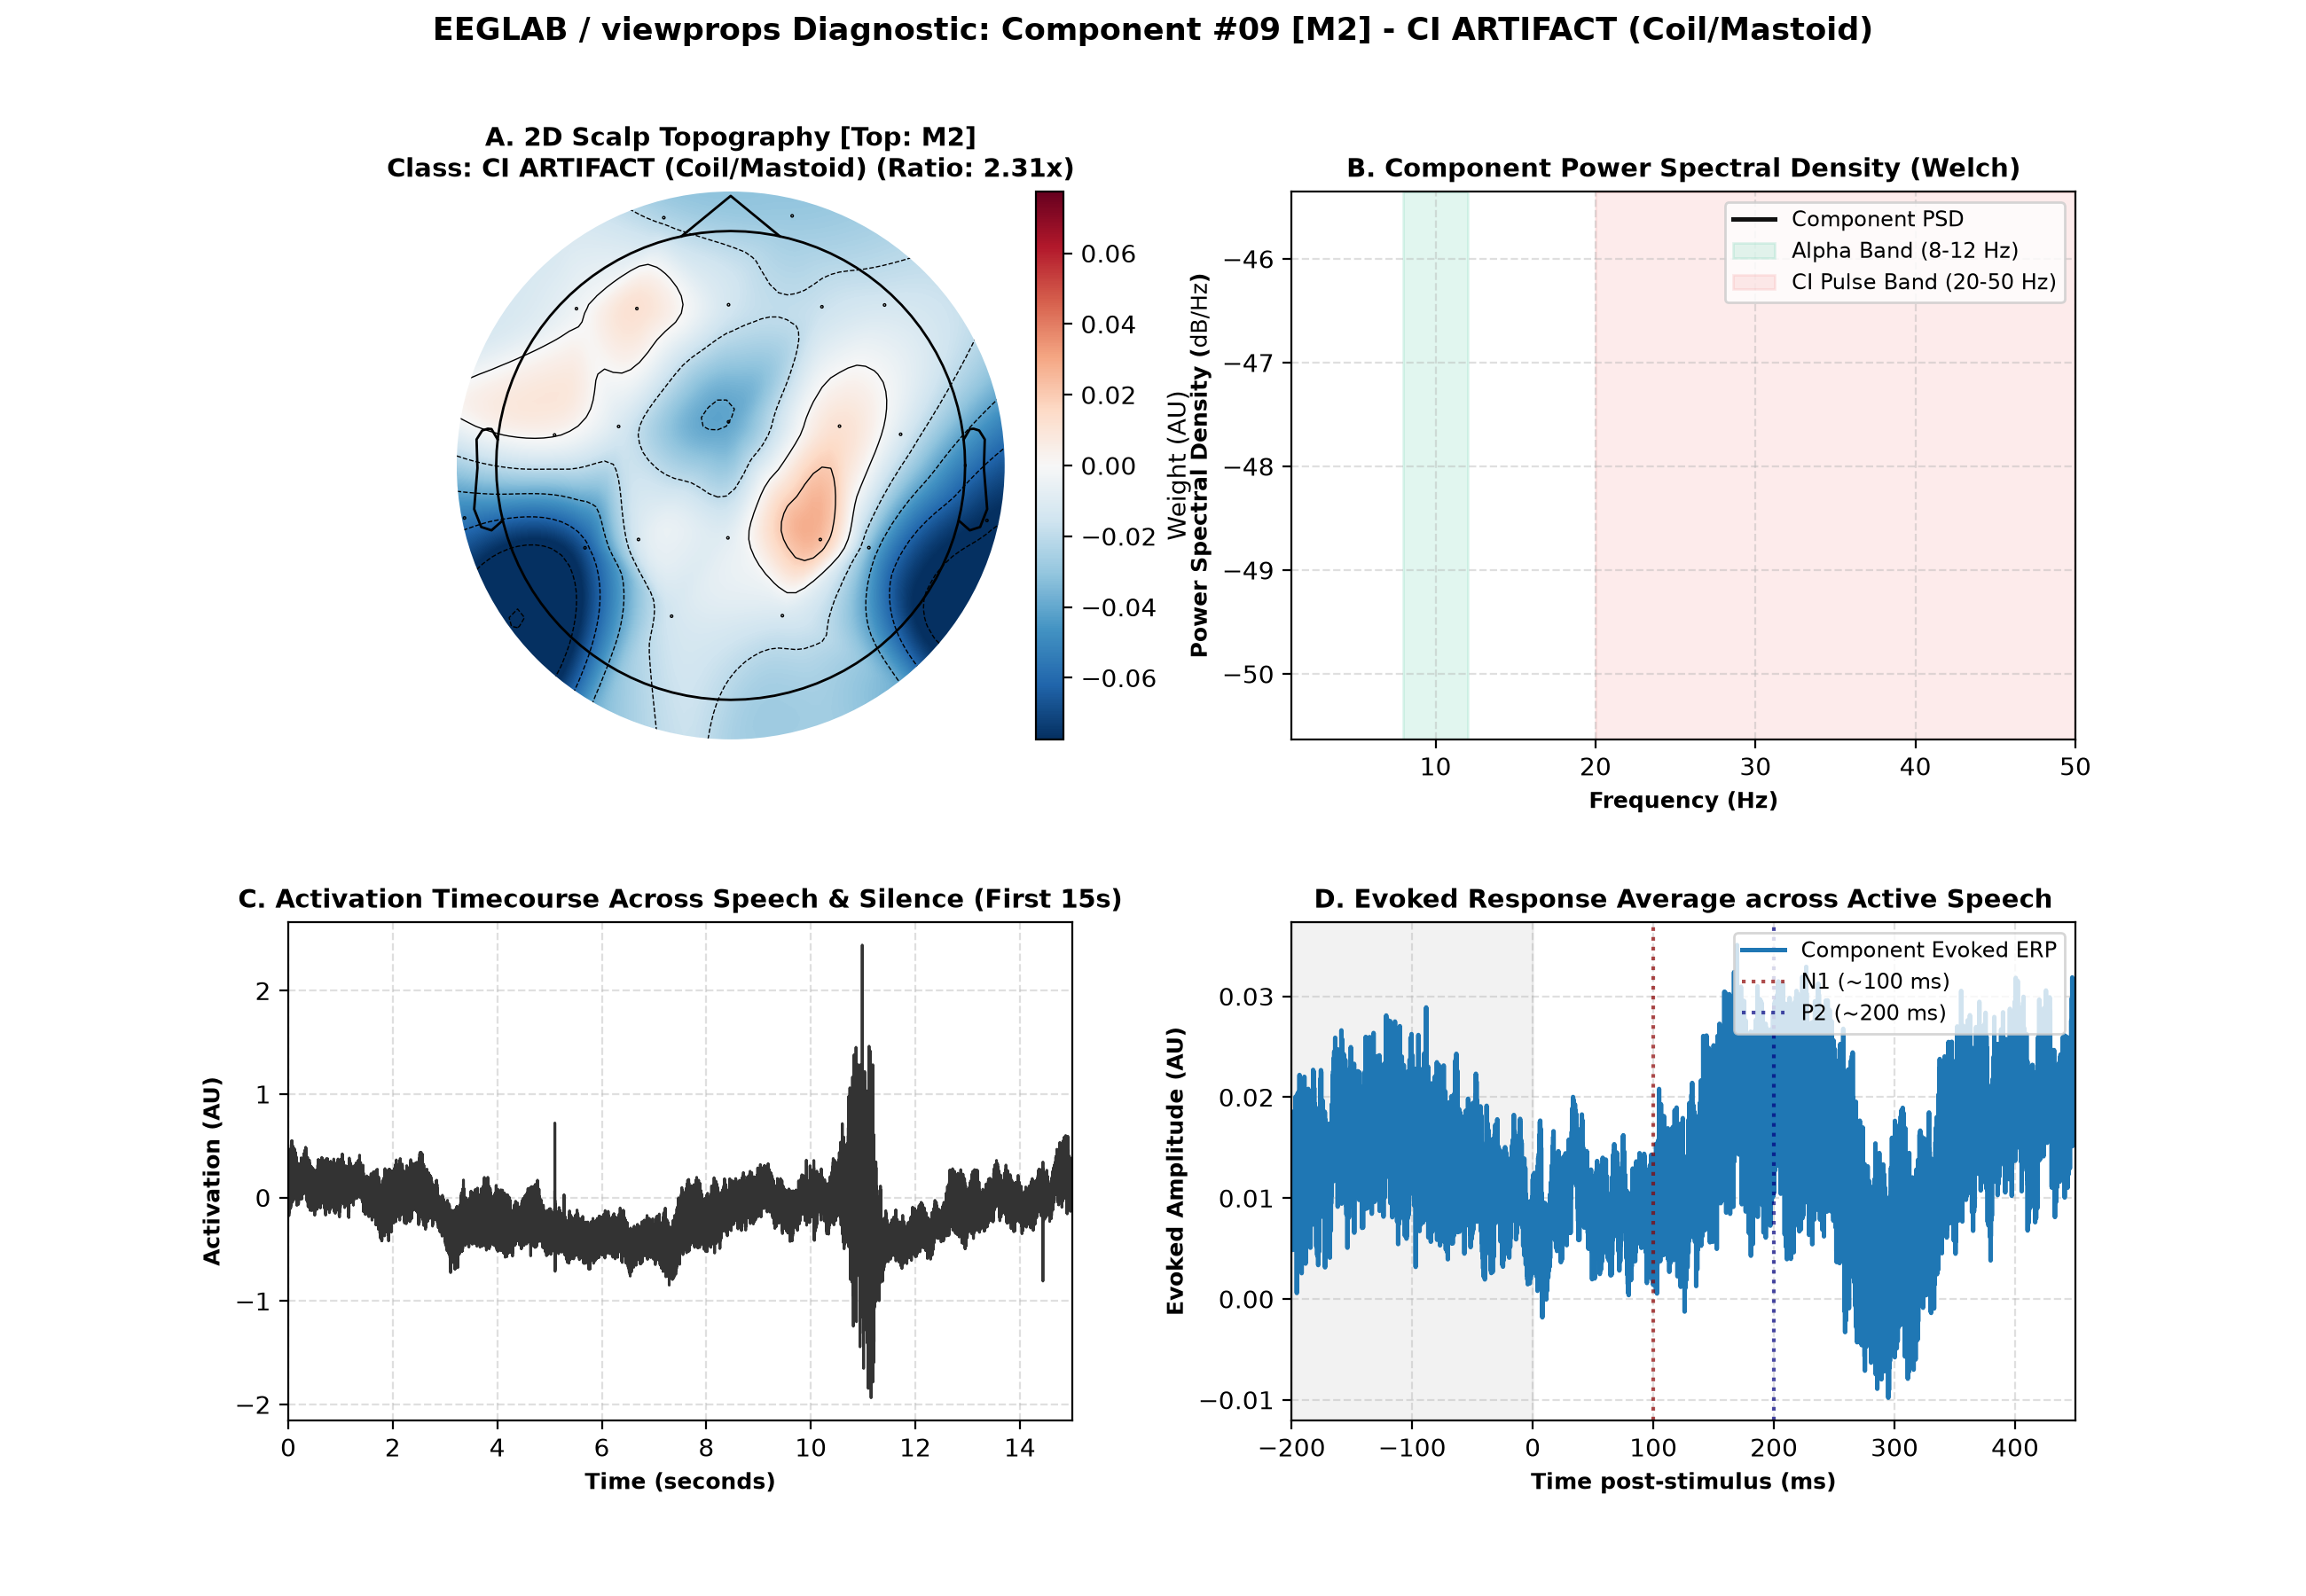 EEGLAB / viewprops Diagnostic: Component #09 [M2] - CI ARTIFACT (Coil/Mastoid)
A. 2D Scalp Topography [Top: M2]
Class: CI ARTIFACT (Coil/Mastoid) (Ratio: 2.31x)
0.06
0.04
0.02
0.00
−0.02
−0.04
−0.06
Weight (AU)
B. Component Power Spectral Density (Welch)
Component PSD
Alpha Band (8-12 Hz)
CI Pulse Band (20-50 Hz)
Power Spectral Density (dB/Hz)
−46
−47
−48
−49
−50
10
20
30
40
50
Frequency (Hz)
C. Activation Timecourse Across Speech & Silence (First 15s)
Activation (AU)
2
1
0
−1
−2
0
2
4
6
8
10
12
14
Time (seconds)
D. Evoked Response Average across Active Speech
Component Evoked ERP
N1 (~100 ms)
P2 (~200 ms)
Evoked Amplitude (AU)
0.03
0.02
0.01
0.00
−0.01
−200
−100
0
100
200
300
400
Time post-stimulus (ms)